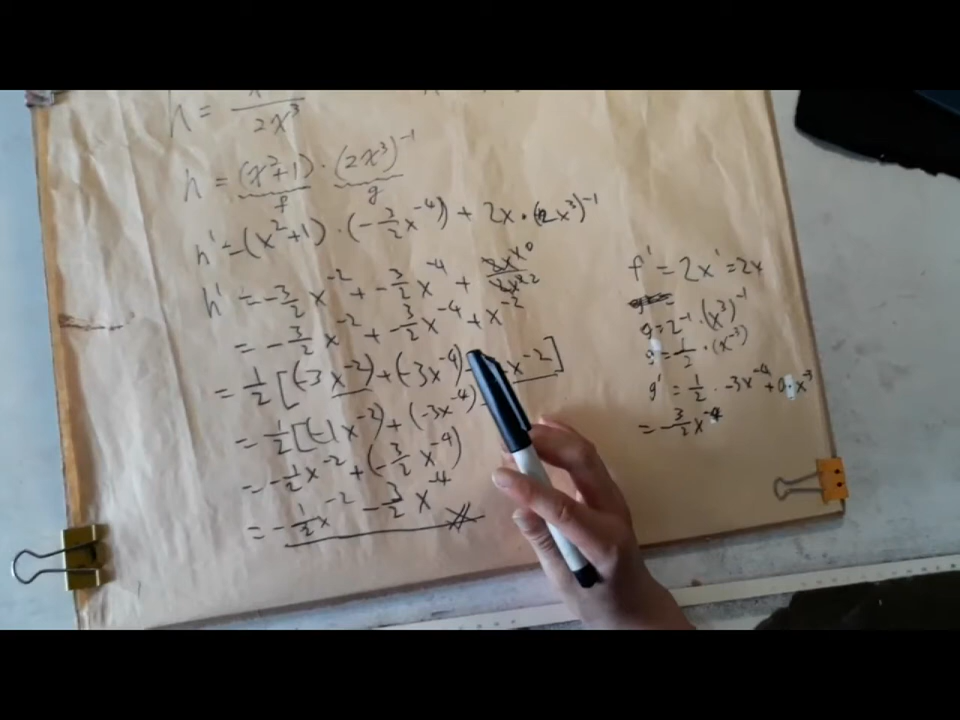 h = x / 2x³
h = (x²+1) · (2x³)⁻¹
f g
h' = (x²+1) · (-3/2 x⁻⁴) + 2x · (2x³)⁻¹
h' = -3/2 x⁻² + -3/2 x⁻⁴ +
= -3/2 x⁻² + -3/2 x⁻⁴ + x⁻²
= 1/2 [(-3x⁻²) + (-3x⁻⁴) x⁻²]
= 1/2 [(-1x⁻²) + (-3x⁻⁴)
= -1/2 x⁻² + (-3/2 x⁻⁴)
= -1/2 x⁻² - 3/2 x⁻⁴
f' = 2x' = 2x
g = 2⁻¹ · (x³)⁻¹
g = 1/2 · (x⁻³)
g' = 1/2 · -3x⁻⁴ + 0 · x⁻³
= -3/2 x⁻⁴